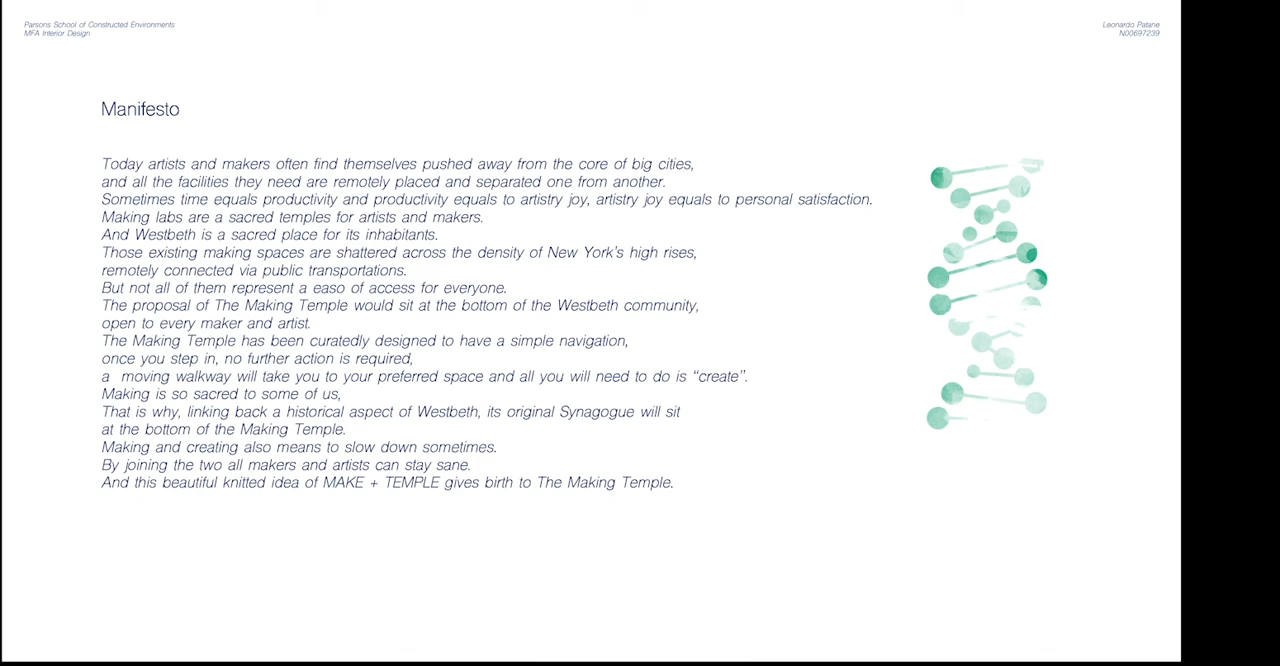 Parsons School of Constructed Environments
MFA Interior Design
Leonardo Patane
N00697239
Manifesto
Today artists and makers often find themselves pushed away from the core of big cities,
and all the facilities they need are remotely placed and separated one from another.
Sometimes time equals productivity and productivity equals to artistry joy, artistry joy equals to personal satisfaction.
Making labs are a sacred temples for artists and makers.
And Westbeth is a sacred place for its inhabitants.
Those existing making spaces are shattered across the density of New York's high rises,
remotely connected via public transportations.
But not all of them represent a easo of access for everyone.
The proposal of The Making Temple would sit at the bottom of the Westbeth community,
open to every maker and artist.
The Making Temple has been curatedly designed to have a simple navigation,
once you step in, no further action is required,
a moving walkway will take you to your preferred space and all you will need to do is “create”.
Making is so sacred to some of us,
That is why, linking back a historical aspect of Westbeth, its original Synagogue will sit
at the bottom of the Making Temple.
Making and creating also means to slow down sometimes.
By joining the two all makers and artists can stay sane.
And this beautiful knitted idea of MAKE + TEMPLE gives birth to The Making Temple.